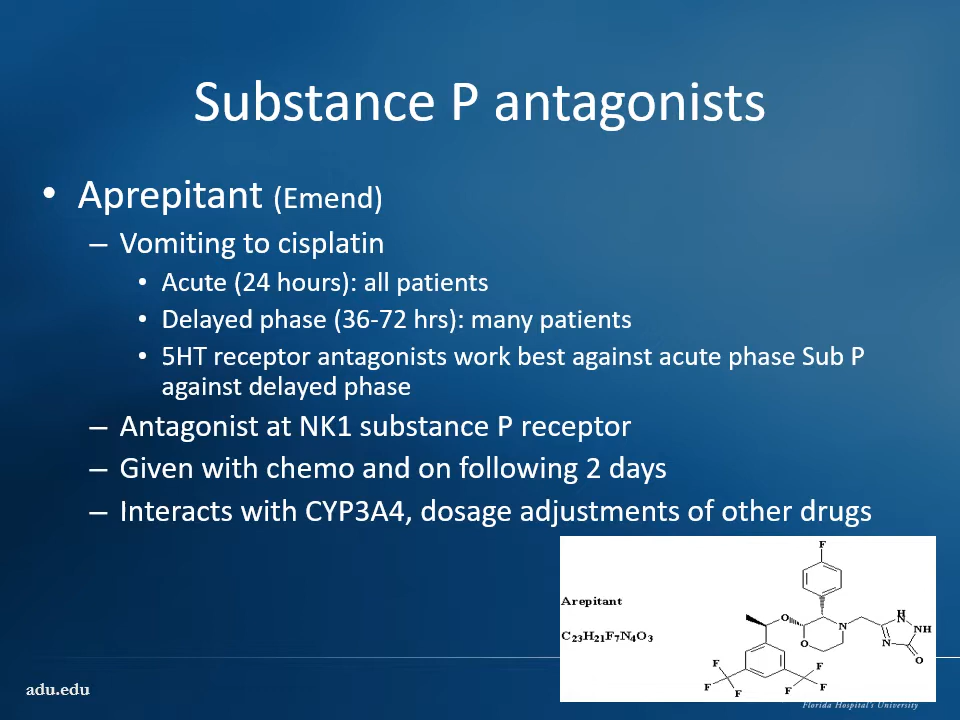 Substance P antagonists
• Aprepitant (Emend)
– Vomiting to cisplatin
• Acute (24 hours): all patients
• Delayed phase (36-72 hrs): many patients
• 5HT receptor antagonists work best against acute phase Sub P
against delayed phase
– Antagonist at NK1 substance P receptor
– Given with chemo and on following 2 days
– Interacts with CYP3A4, dosage adjustments of other drugs
Arepitant
C23H21F7N4O3
F
H
N
O
N
NH
O
N
O
F
F
F
F
F
F
adu.edu
Florida Hospital's University